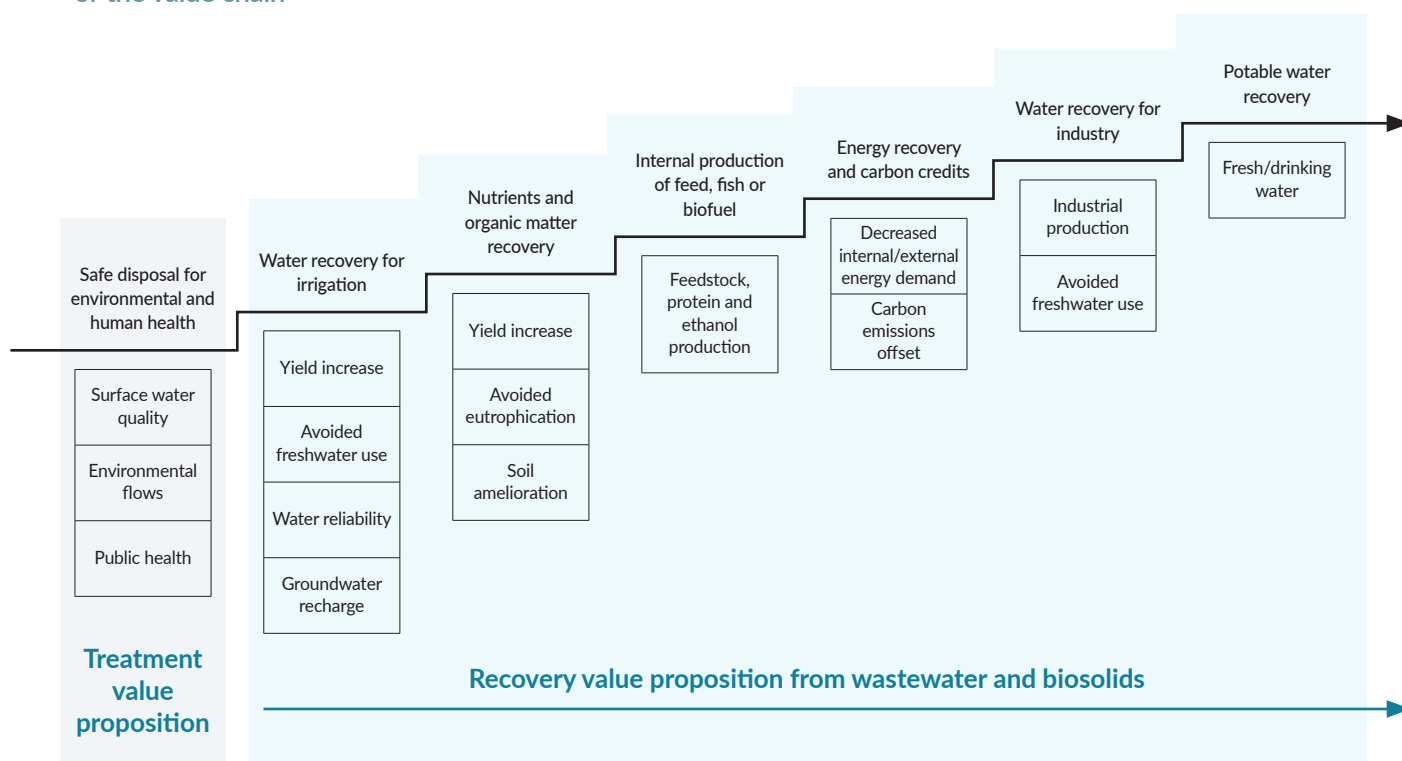 of the value chain
Safe disposal for
environmental and
human health
Surface water
quality
Environmental
flows
Public health
Treatment
value
proposition
Water recovery for
irrigation
Yield increase
Avoided
freshwater use
Water reliability
Groundwater
recharge
Nutrients and
organic matter
recovery
Yield increase
Avoided
eutrophication
Soil
amelioration
Internal production
of feed, fish or
biofuel
Feedstock,
protein and
ethanol
production
Energy recovery
and carbon credits
Decreased
internal/external
energy demand
Carbon
emissions
offset
Water recovery for
industry
Industrial
production
Avoided
freshwater use
Potable water
recovery
Fresh/drinking
water
Recovery value proposition from wastewater and biosolids